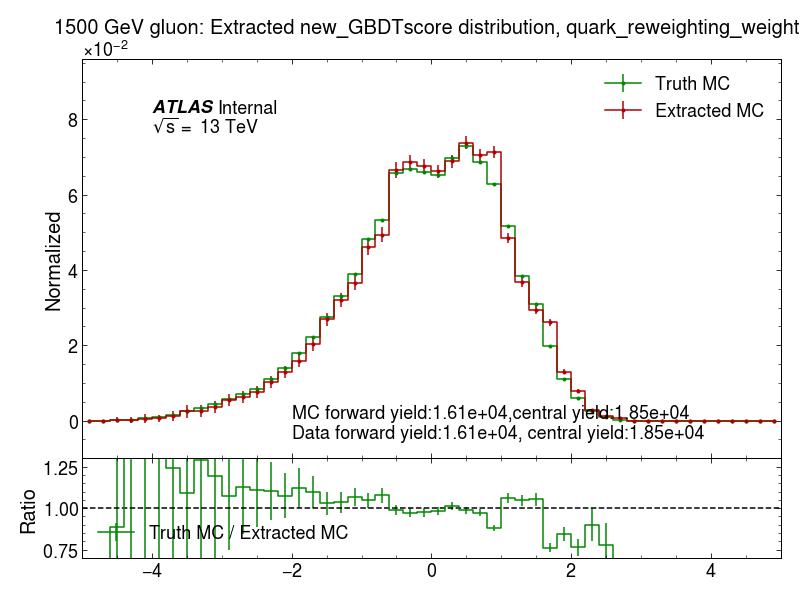 1500 GeV gluon: Extracted new_GBDTscore distribution, quark_reweighting_weight
×10⁻²
ATLAS Internal
√s = 13 TeV
Truth MC
Extracted MC
Normalized
8
6
4
2
0
MC forward yield:1.61e+04,central yield:1.85e+04
Data forward yield:1.61e+04, central yield:1.85e+04
Ratio
1.25
1.00
0.75
Truth MC / Extracted MC
−4 −2 0 2 4